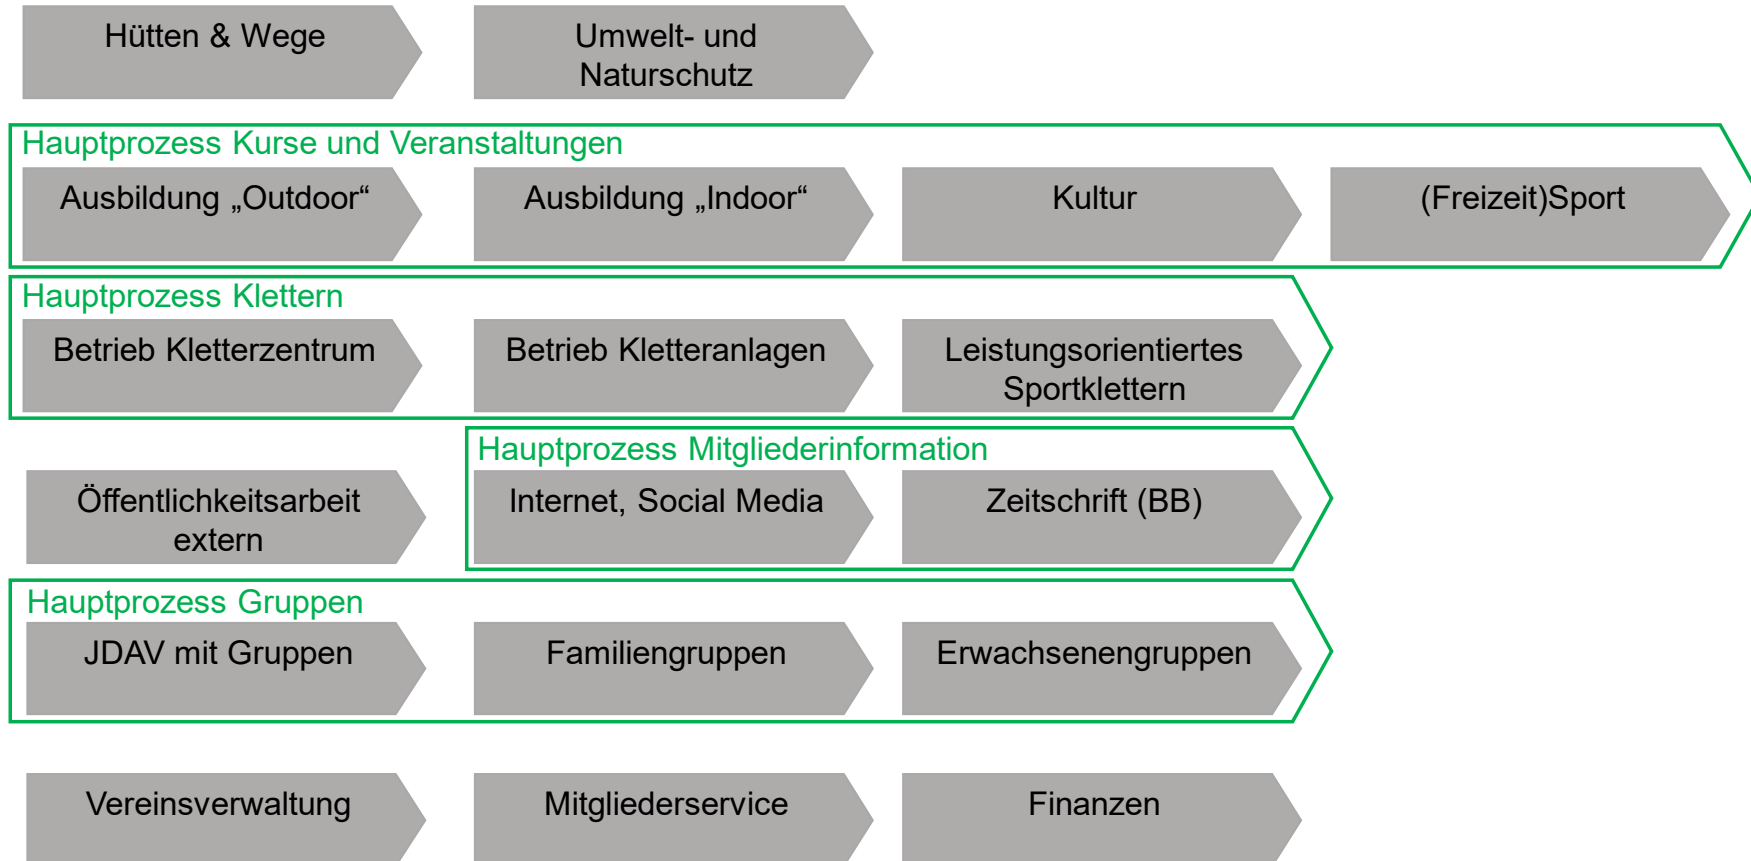 Hütten & Wege
Umwelt- und
Naturschutz
Hauptprozess Kurse und Veranstaltungen
Ausbildung „Outdoor“
Ausbildung „Indoor“
Kultur
(Freizeit)Sport
Hauptprozess Klettern
Betrieb Kletterzentrum
Betrieb Kletteranlagen
Leistungsorientiertes
Sportklettern
Öffentlichkeitsarbeit
extern
Hauptprozess Mitgliederinformation
Internet, Social Media
Zeitschrift (BB)
Hauptprozess Gruppen
JDAV mit Gruppen
Familiengruppen
Erwachsenengruppen
Vereinsverwaltung
Mitgliederservice
Finanzen